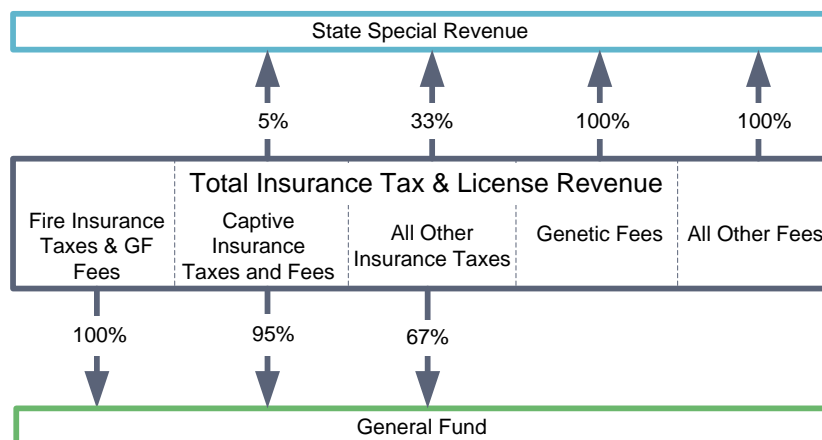 State Special Revenue
5%
33%
100%
100%
Total Insurance Tax & License Revenue
Fire Insurance
Taxes & GF
Fees
Captive
Insurance
Taxes and Fees
All Other
Insurance Taxes
Genetic Fees
All Other Fees
100%
95%
67%
General Fund